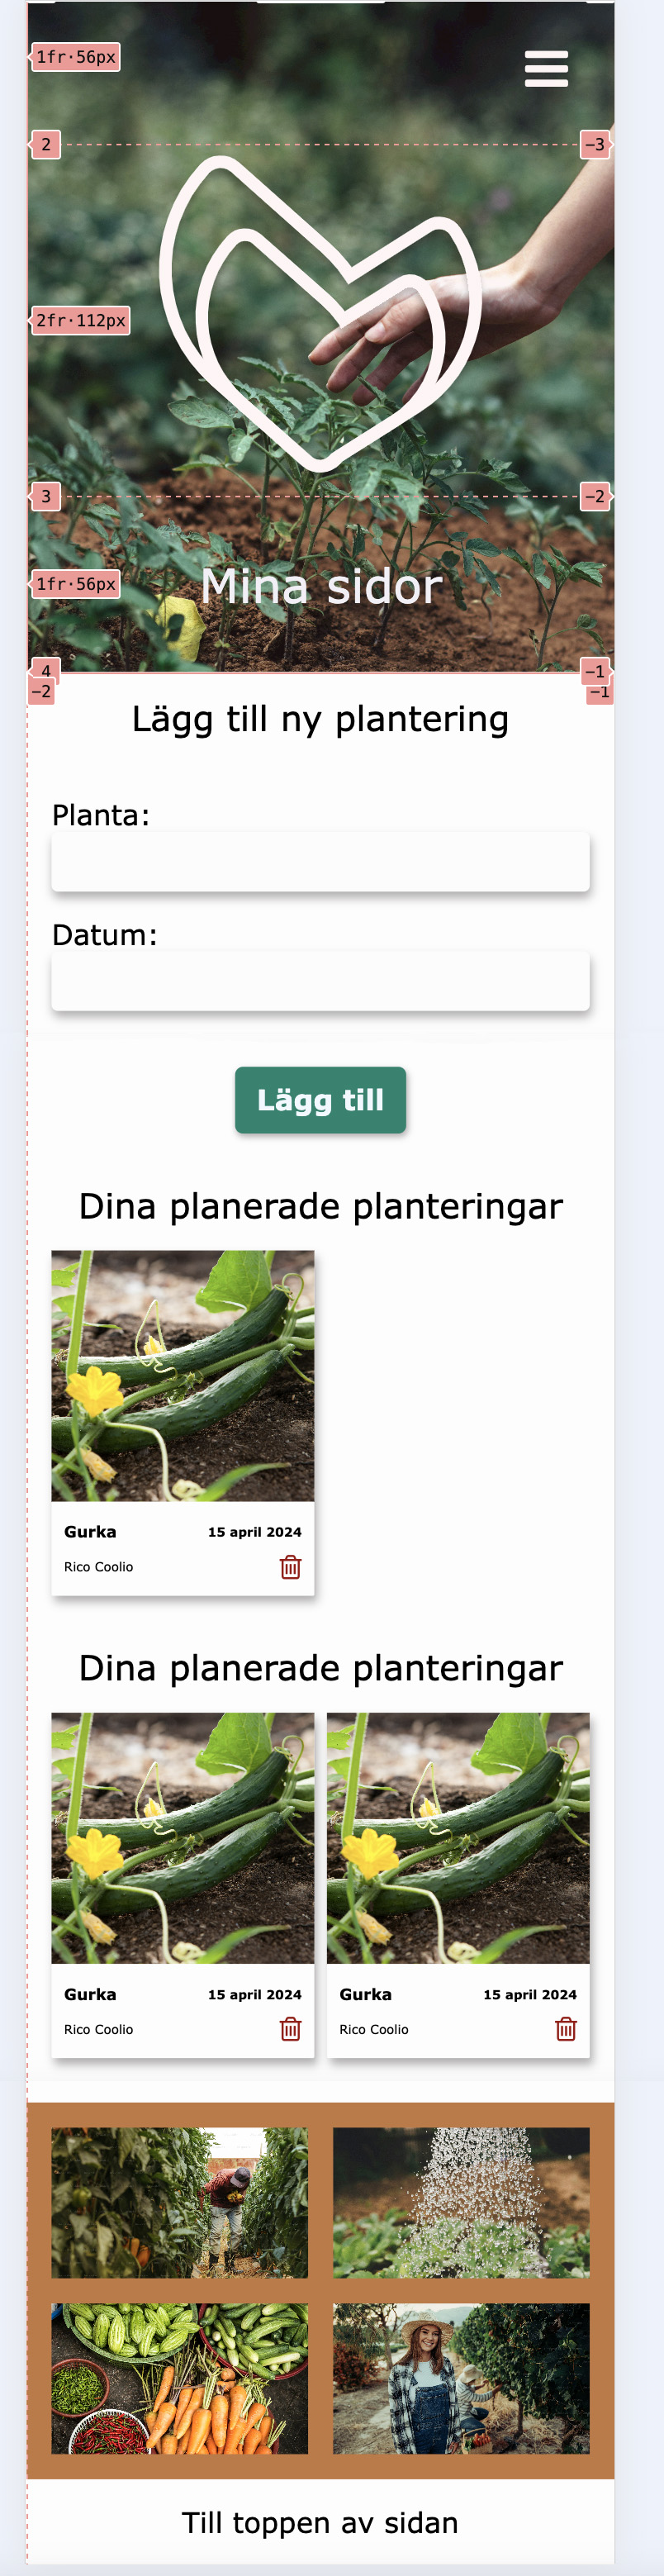 1fr·56px
2 −3
2fr·112px
3 −2
1fr·56px
Mina sidor
4 −1
−2 −1
Lägg till ny plantering
Planta:
Datum:
Lägg till
Dina planerade planteringar
Gurka 15 april 2024
Rico Coolio
Dina planerade planteringar
Gurka 15 april 2024 Gurka 15 april 2024
Rico Coolio Rico Coolio
Till toppen av sidan